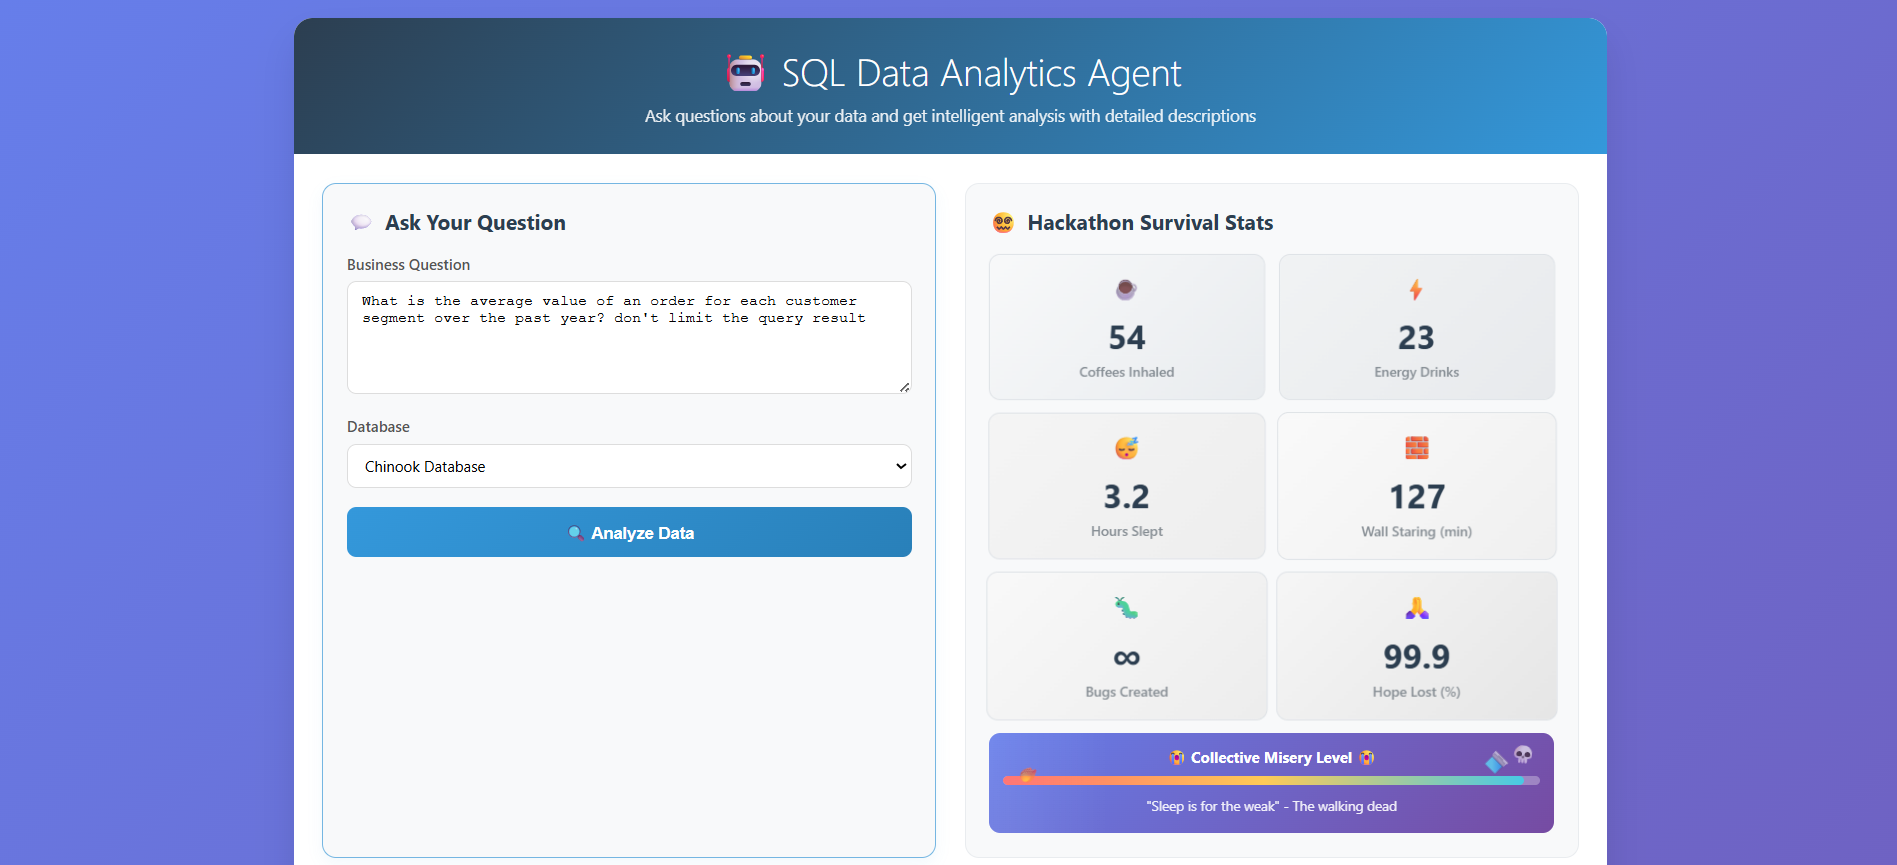 SQL Data Analytics Agent
Ask questions about your data and get intelligent analysis with detailed descriptions
Ask Your Question
Business Question
What is the average value of an order for each customer
segment over the past year? don't limit the query result
Database
Chinook Database
Analyze Data
Hackathon Survival Stats
54
Coffees Inhaled
23
Energy Drinks
3.2
Hours Slept
127
Wall Staring (min)
∞
Bugs Created
99.9
Hope Lost (%)
Collective Misery Level
"Sleep is for the weak" - The walking dead